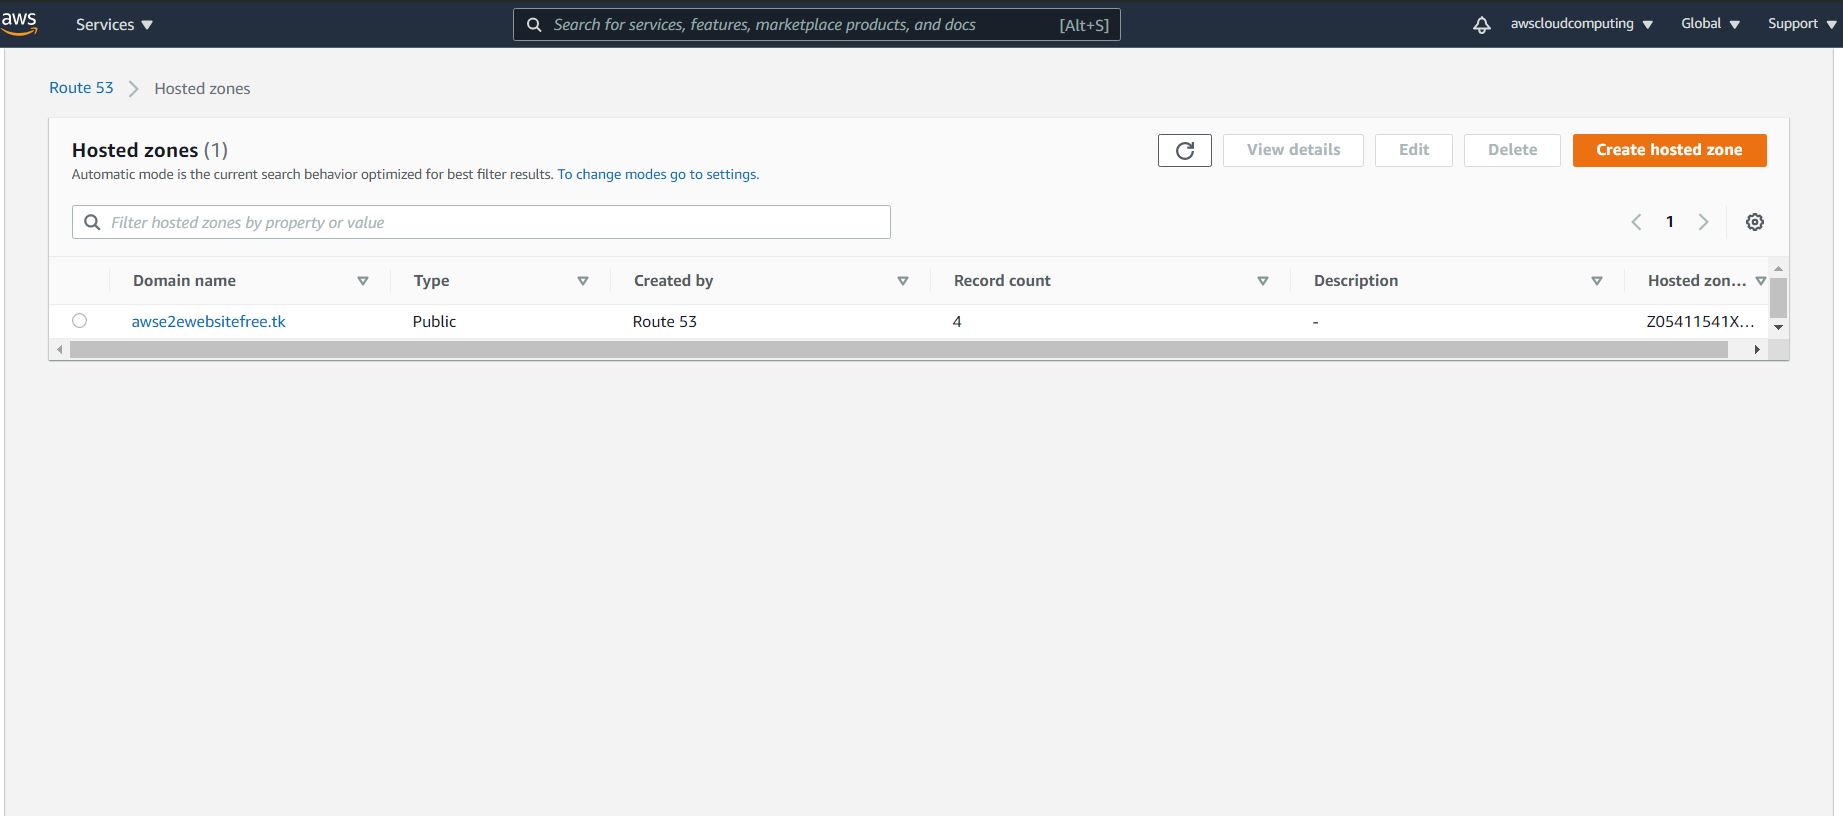 aws Services Search for services, features, marketplace products, and docs [Alt+S] awscloudcomputing Global Support
Route 53 Hosted zones
Hosted zones (1) View details Edit Delete Create hosted zone
Automatic mode is the current search behavior optimized for best filter results. To change modes go to settings.
Filter hosted zones by property or value 1
Domain name Type Created by Record count Description Hosted zon...
awse2ewebsitefree.tk Public Route 53 4 - Z05411541X...